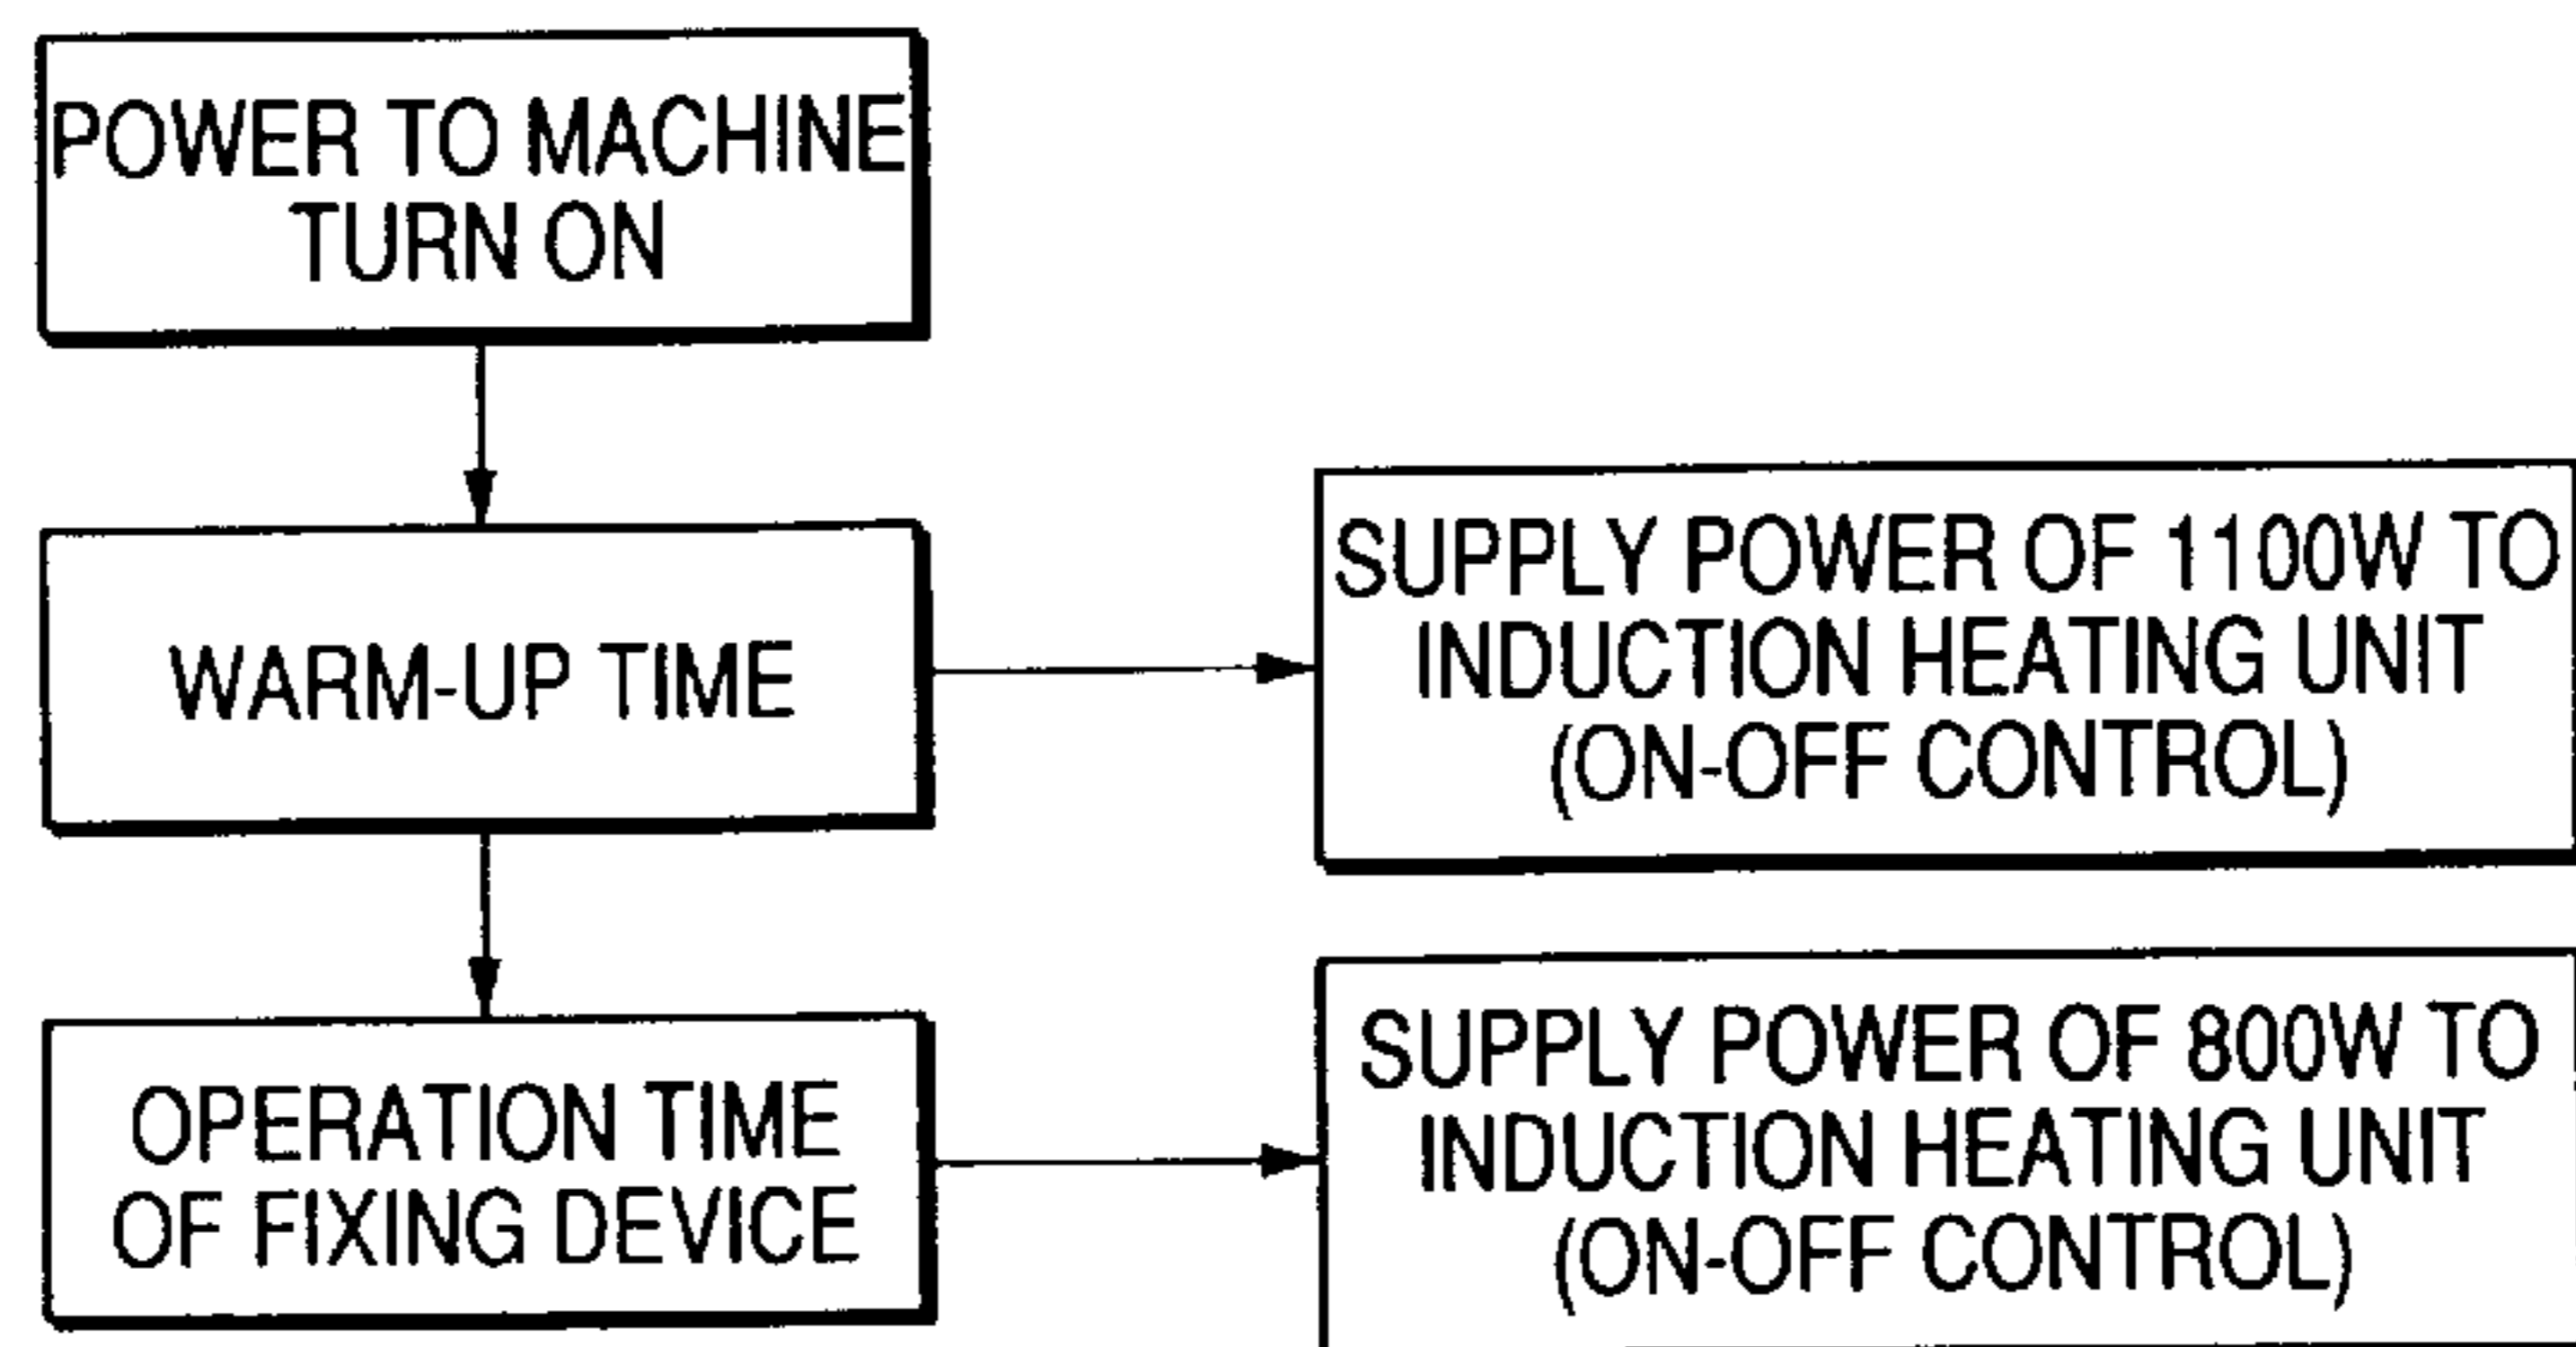 POWER TO MACHINE
TURN ON
WARM-UP TIME
SUPPLY POWER OF 1100W TO
INDUCTION HEATING UNIT
(ON-OFF CONTROL)
OPERATION TIME
OF FIXING DEVICE
SUPPLY POWER OF 800W TO
INDUCTION HEATING UNIT
(ON-OFF CONTROL)